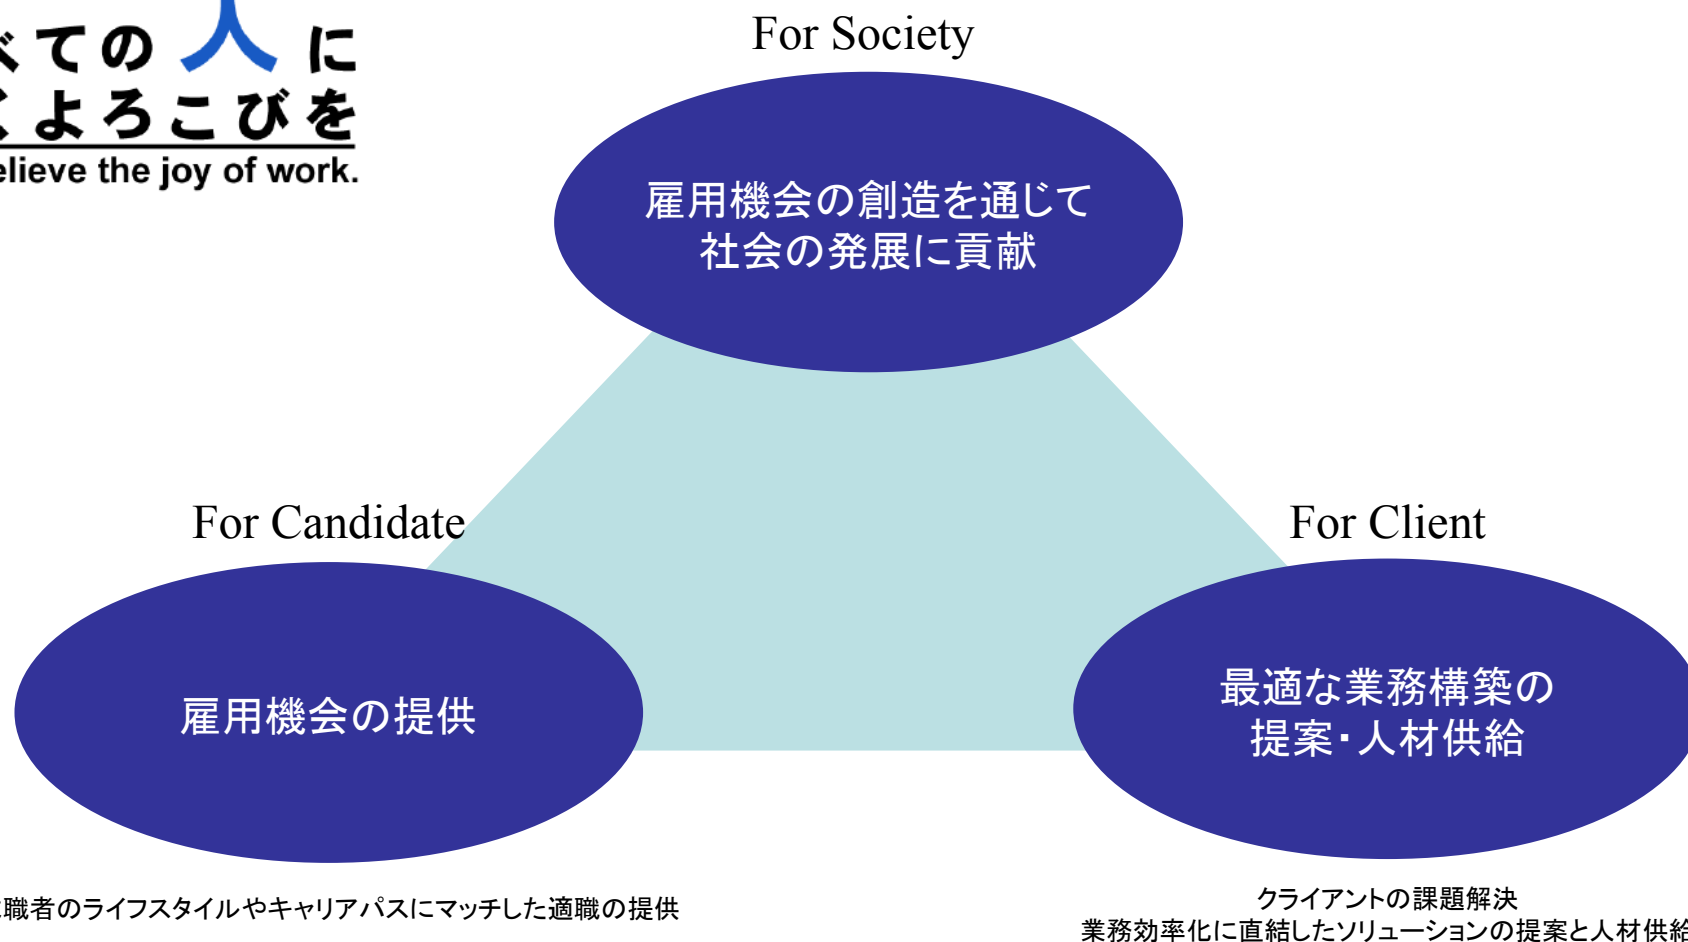 べての人に
よろこびを
elieve the joy of work.
For Society
雇用機会の創造を通じて
社会の発展に貢献
For Candidate
For Client
雇用機会の提供
最適な業務構築の
提案・人材供給
職者のライフスタイルやキャリアパスにマッチした適職の提供
クライアントの課題解決
業務効率化に直結したソリューションの提案と人材供給